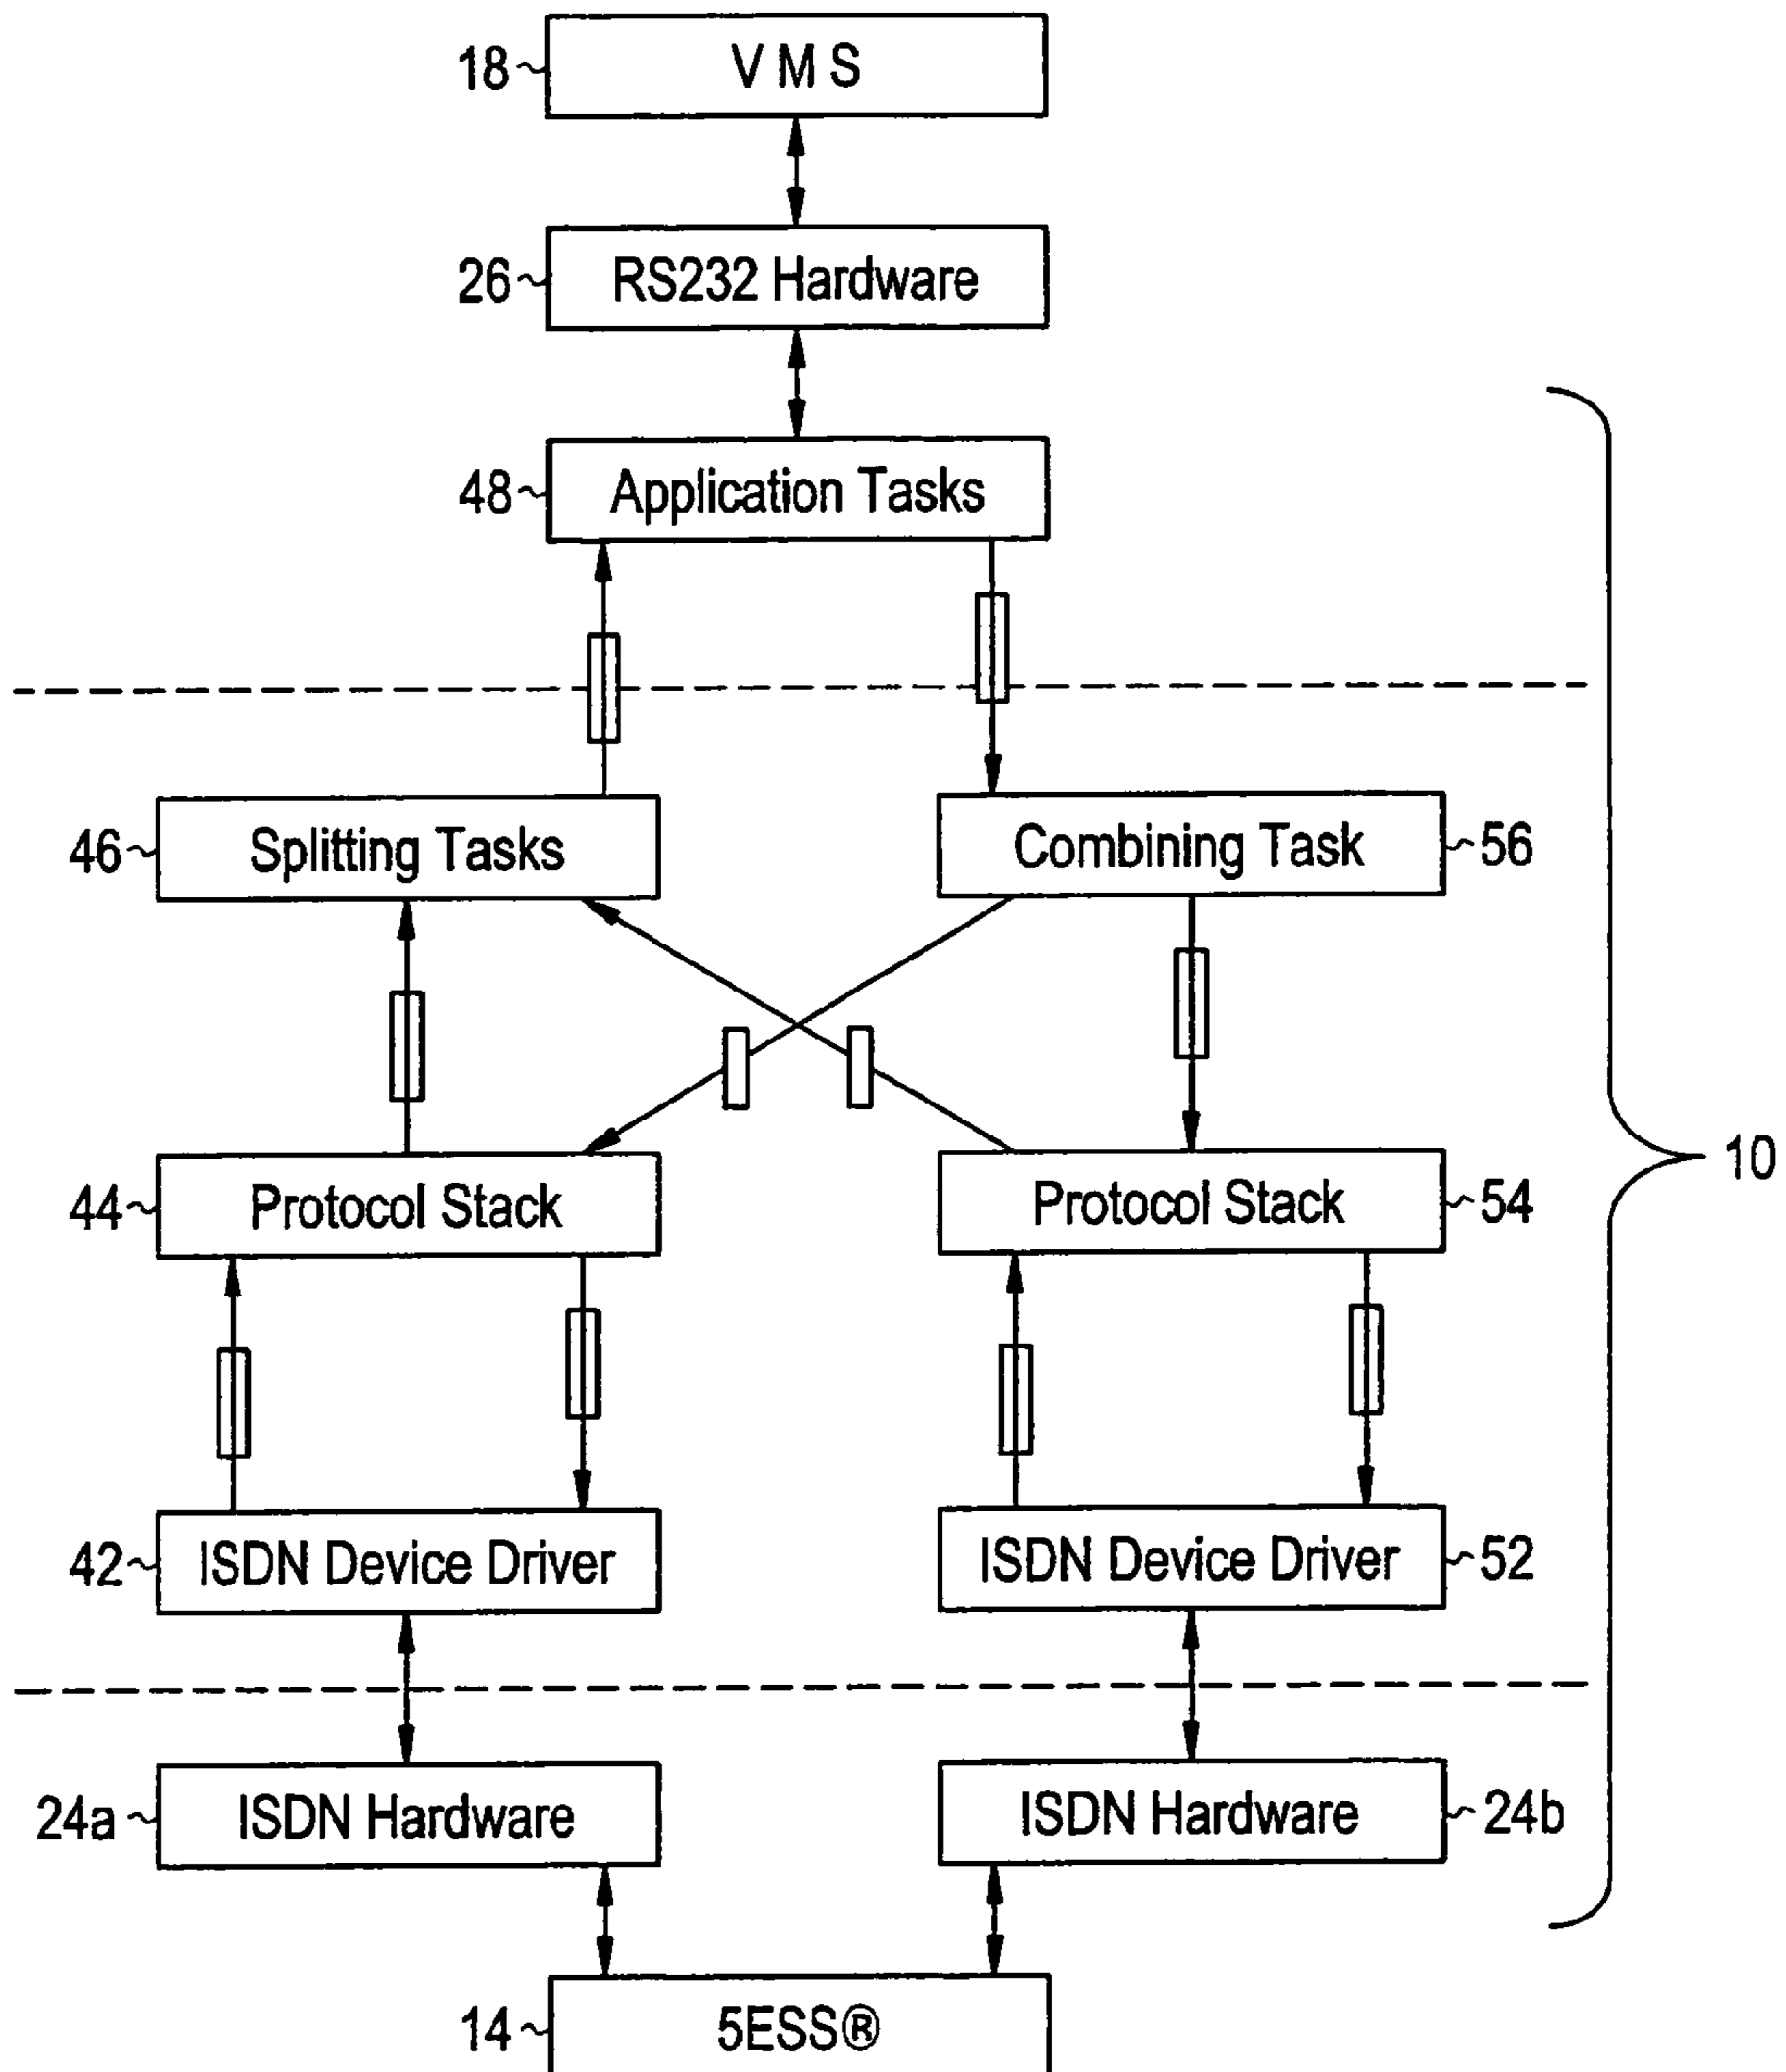 18 V M S
26 RS232 Hardware
48 Application Tasks
46 Splitting Tasks
Combining Task 56
10
44 Protocol Stack
Protocol Stack 54
42 ISDN Device Driver
ISDN Device Driver 52
24a ISDN Hardware
ISDN Hardware 24b
14 5ESS®